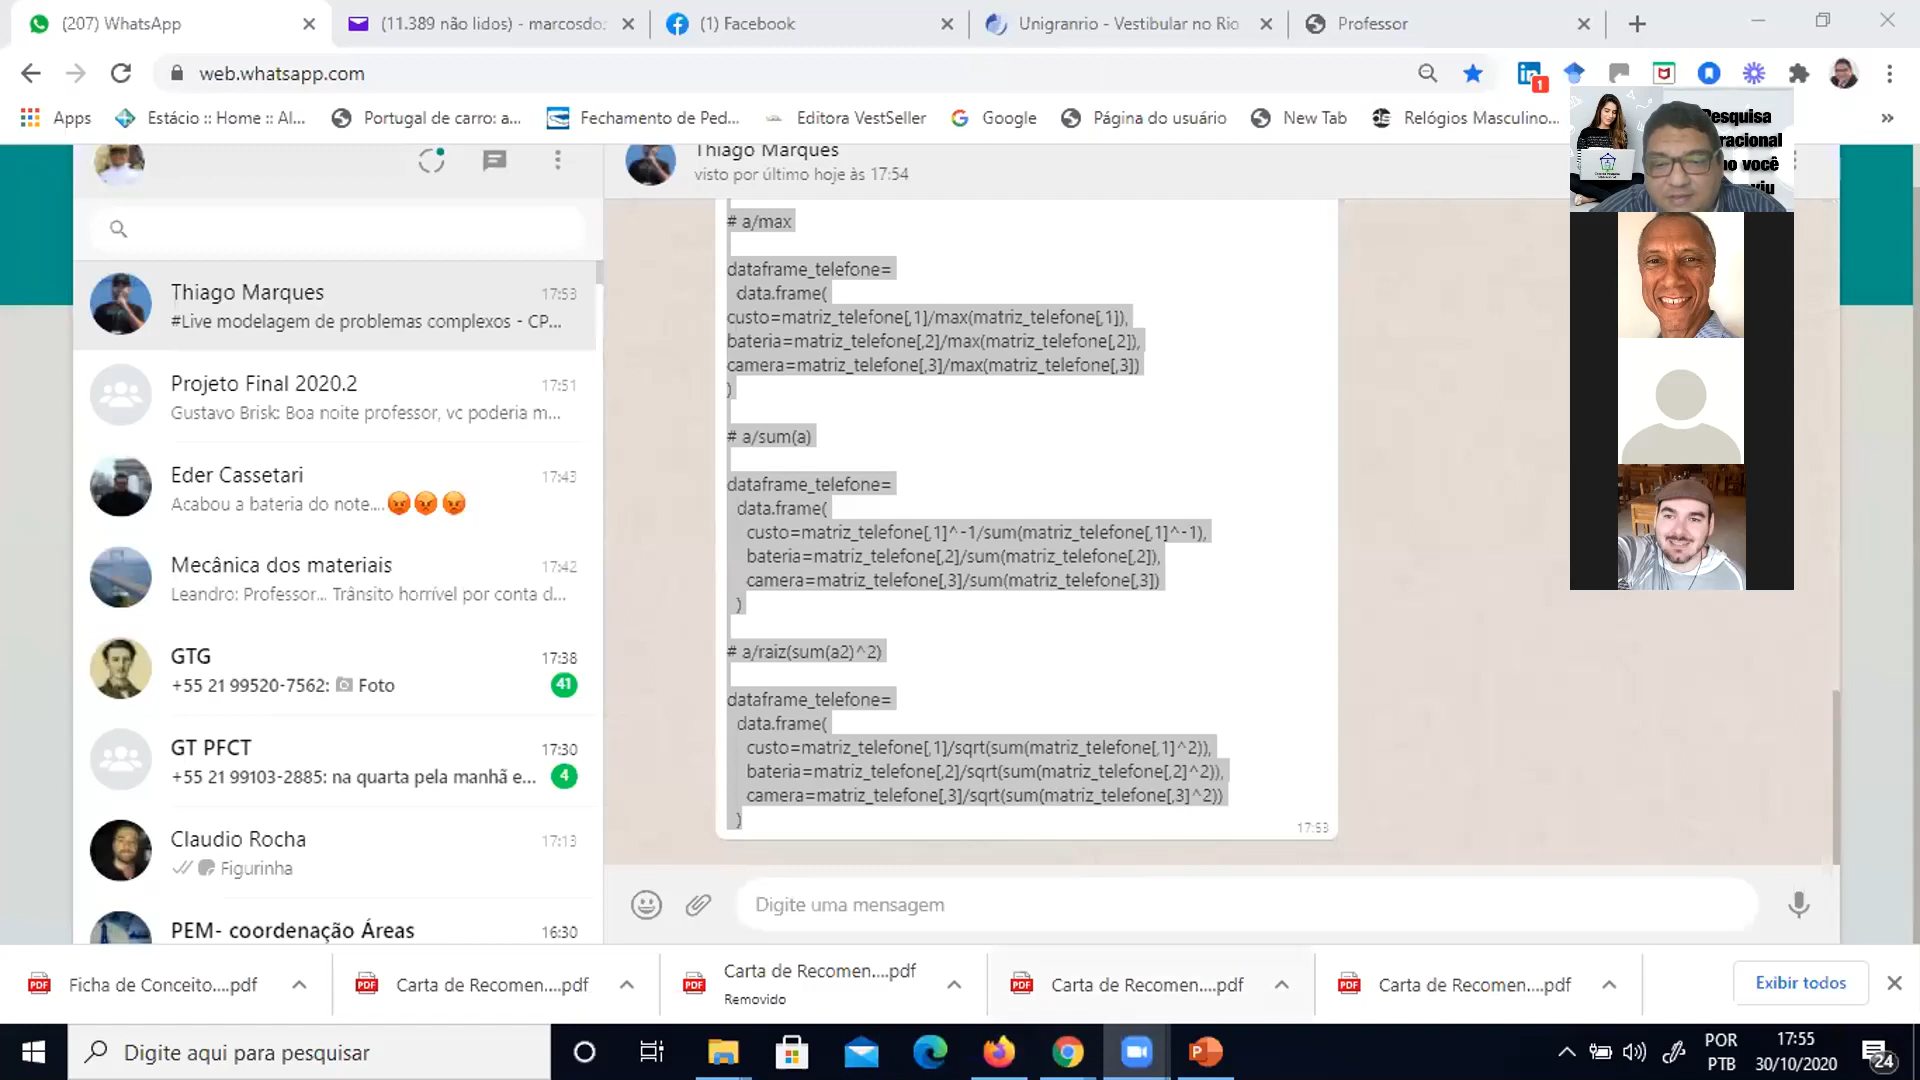 (207) WhatsApp
(11.389 não lidos) - marcosdo:
(1) Facebook
Unigranrio - Vestibular no Rio
Professor
web.whatsapp.com
1
Apps
Estácio :: Home :: Al...
Portugal de carro: a...
Fechamento de Ped...
Editora VestSeller
Google
Página do usuário
New Tab
Relógios Masculino...
»
Thiago Marques
visto por último hoje às 17:54
Thiago Marques
17:53
#Live modelagem de problemas complexos - CP...
Projeto Final 2020.2
17:51
Gustavo Brisk: Boa noite professor, vc poderia m...
Eder Cassetari
17:43
Acabou a bateria do note....
Mecânica dos materiais
17:42
Leandro: Professor... Trânsito horrível por conta d...
GTG
17:38
+55 21 99520-7562: Foto
41
GT PFCT
17:30
+55 21 99103-2885: na quarta pela manhã e...
4
Claudio Rocha
17:13
Figurinha
PEM- coordenação Áreas
16:30
# a/max
dataframe_telefone=
data.frame(
custo=matriz_telefone[,1]/max(matriz_telefone[,1]),
bateria=matriz_telefone[,2]/max(matriz_telefone[,2]),
camera=matriz_telefone[,3]/max(matriz_telefone[,3])
)
# a/sum(a)
dataframe_telefone=
data.frame(
custo=matriz_telefone[,1]^-1/sum(matriz_telefone[,1]^-1),
bateria=matriz_telefone[,2]/sum(matriz_telefone[,2]),
camera=matriz_telefone[,3]/sum(matriz_telefone[,3])
)
# a/raiz(sum(a2)^2)
dataframe_telefone=
data.frame(
custo=matriz_telefone[,1]/sqrt(sum(matriz_telefone[,1]^2)),
bateria=matriz_telefone[,2]/sqrt(sum(matriz_telefone[,2]^2)),
camera=matriz_telefone[,3]/sqrt(sum(matriz_telefone[,3]^2))
)
17:53
Digite uma mensagem
esquisa
racional
no você
viu
Ficha de Conceito....pdf
Carta de Recomen....pdf
Carta de Recomen....pdf
Removido
Carta de Recomen....pdf
Carta de Recomen....pdf
Exibir todos
Digite aqui para pesquisar
POR
PTB
17:55
30/10/2020
24